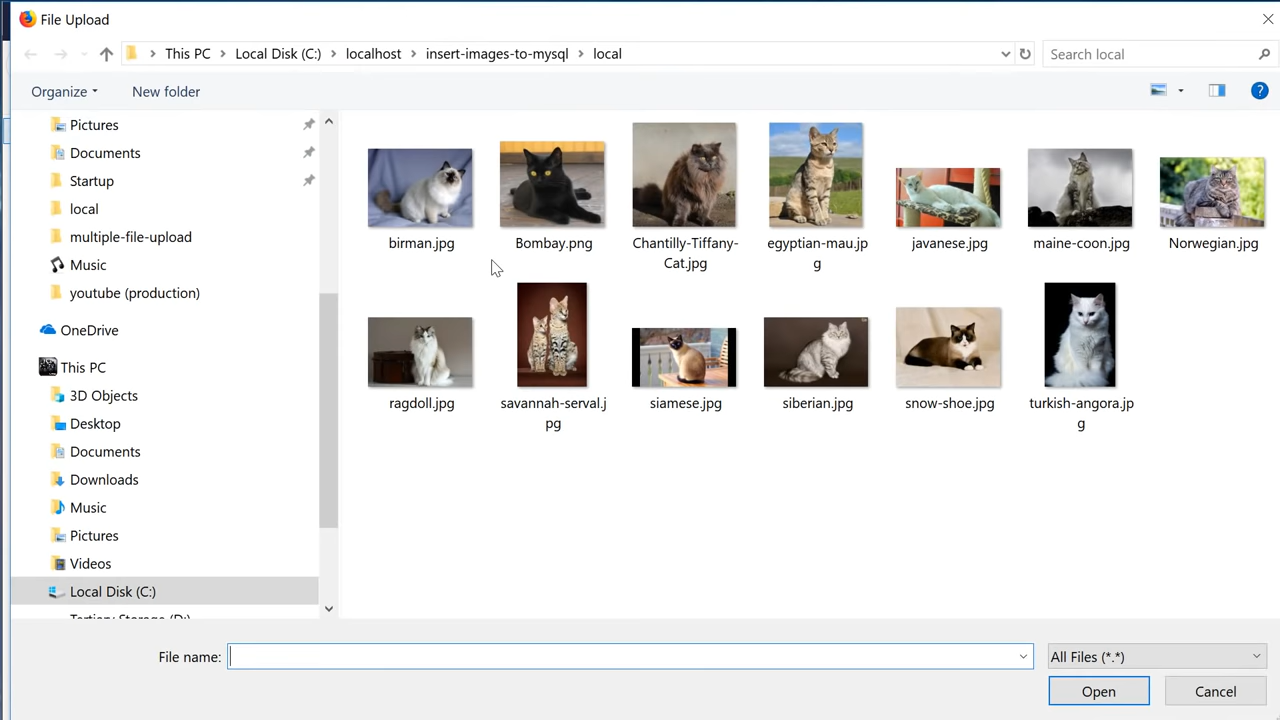 File Upload
This PC
Local Disk (C:)
localhost
insert-images-to-mysql
local
Search local
Organize
New folder
Pictures
Documents
Startup
local
multiple-file-upload
Music
youtube (production)
OneDrive
This PC
3D Objects
Desktop
Documents
Downloads
Music
Pictures
Videos
Local Disk (C:)
Tertiary Storage (D:)
birman.jpg
Bombay.png
Chantilly-Tiffany-
Cat.jpg
egyptian-mau.jp
g
javanese.jpg
maine-coon.jpg
Norwegian.jpg
ragdoll.jpg
savannah-serval.j
pg
siamese.jpg
siberian.jpg
snow-shoe.jpg
turkish-angora.jp
g
File name:
All Files (*.*)
Open
Cancel